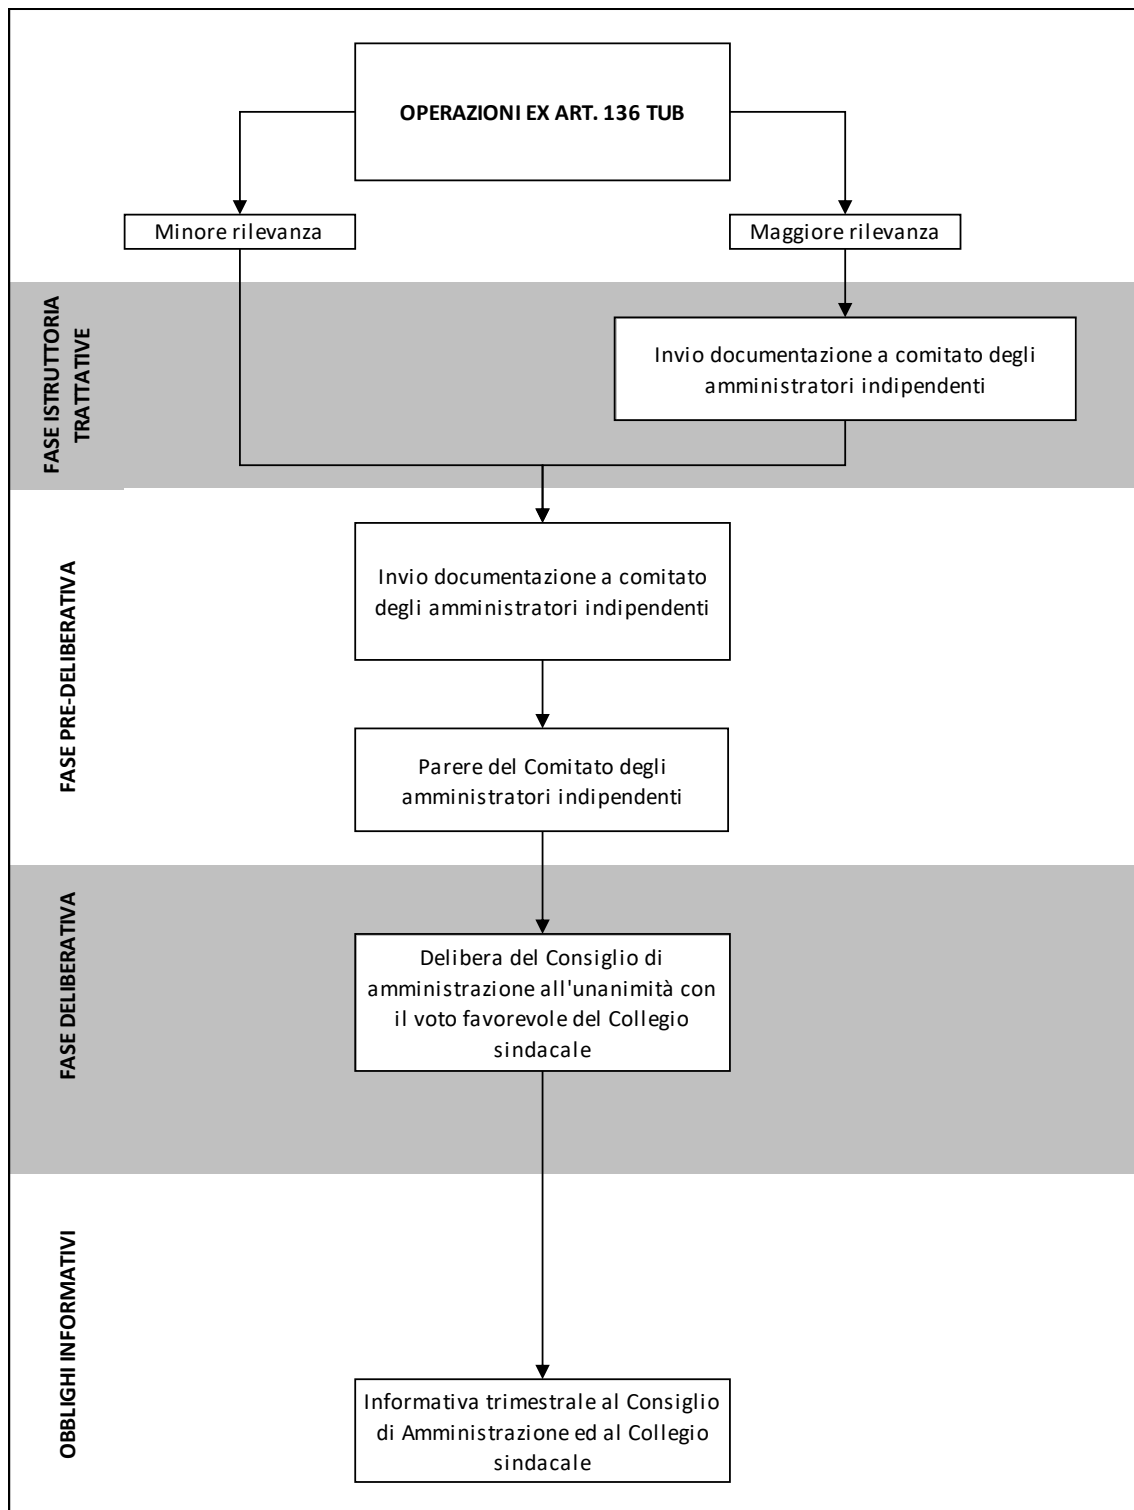 OPERAZIONI EX ART. 136 TUB
Minore rilevanza
Maggiore rilevanza
FASE ISTRUTTORIA
TRATTATIVE
Invio documentazione a comitato degli
amministratori indipendenti
FASE PRE-DELIBERATIVA
Invio documentazione a comitato
degli amministratori indipendenti
Parere del Comitato degli
amministratori indipendenti
FASE DELIBERATIVA
Delibera del Consiglio di
amministrazione all'unanimità con
il voto favorevole del Collegio
sindacale
OBBLIGHI INFORMATIVI
Informativa trimestrale al Consiglio
di Amministrazione ed al Collegio
sindacale